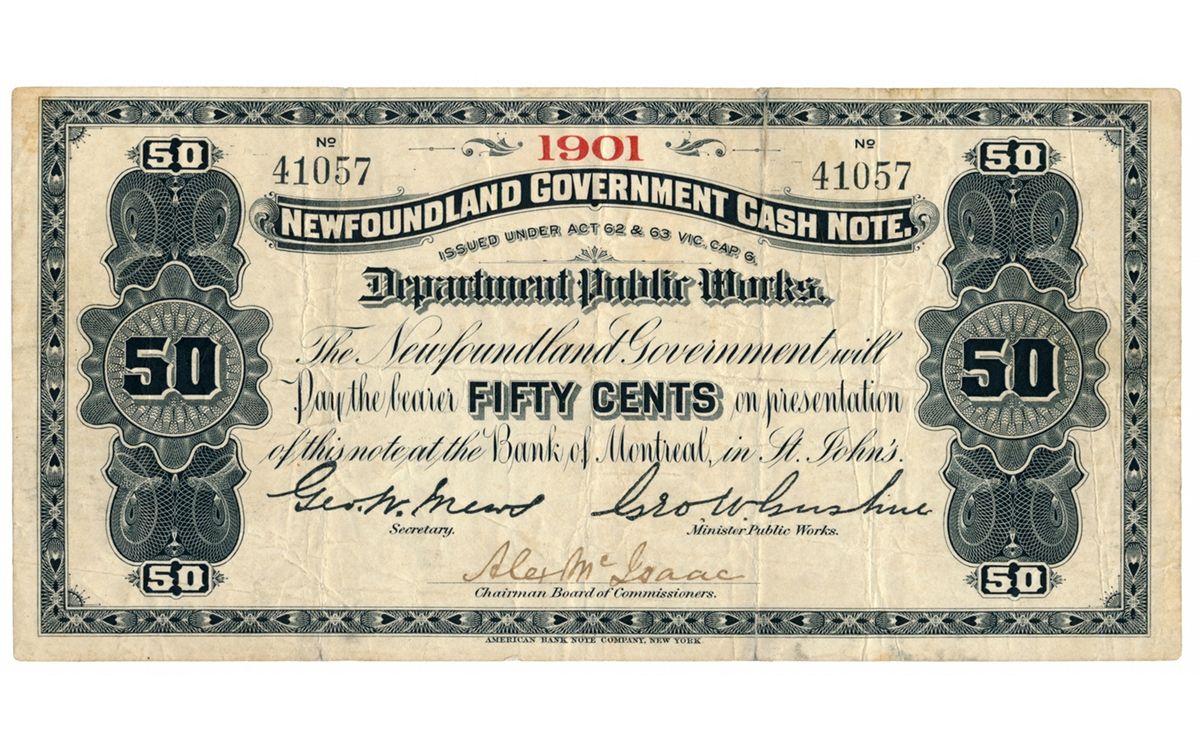 1901
50
50
Nº
Nº
41057
41057
NEWFOUNDLAND GOVERNMENT CASH NOTE.
ISSUED UNDER ACT 62 & 63 VIC. CAP. 6.
Department Public Works.
The Newfoundland Government will
50
50
Pay the bearer FIFTY CENTS on presentation
of this note at the Bank of Montreal, in St. John's.
Geo. W. Mews
Secretary.
Minister Public Works.
Alex Mc Isaac
Chairman Board of Commissioners.
50
50
AMERICAN BANK NOTE COMPANY, NEW YORK